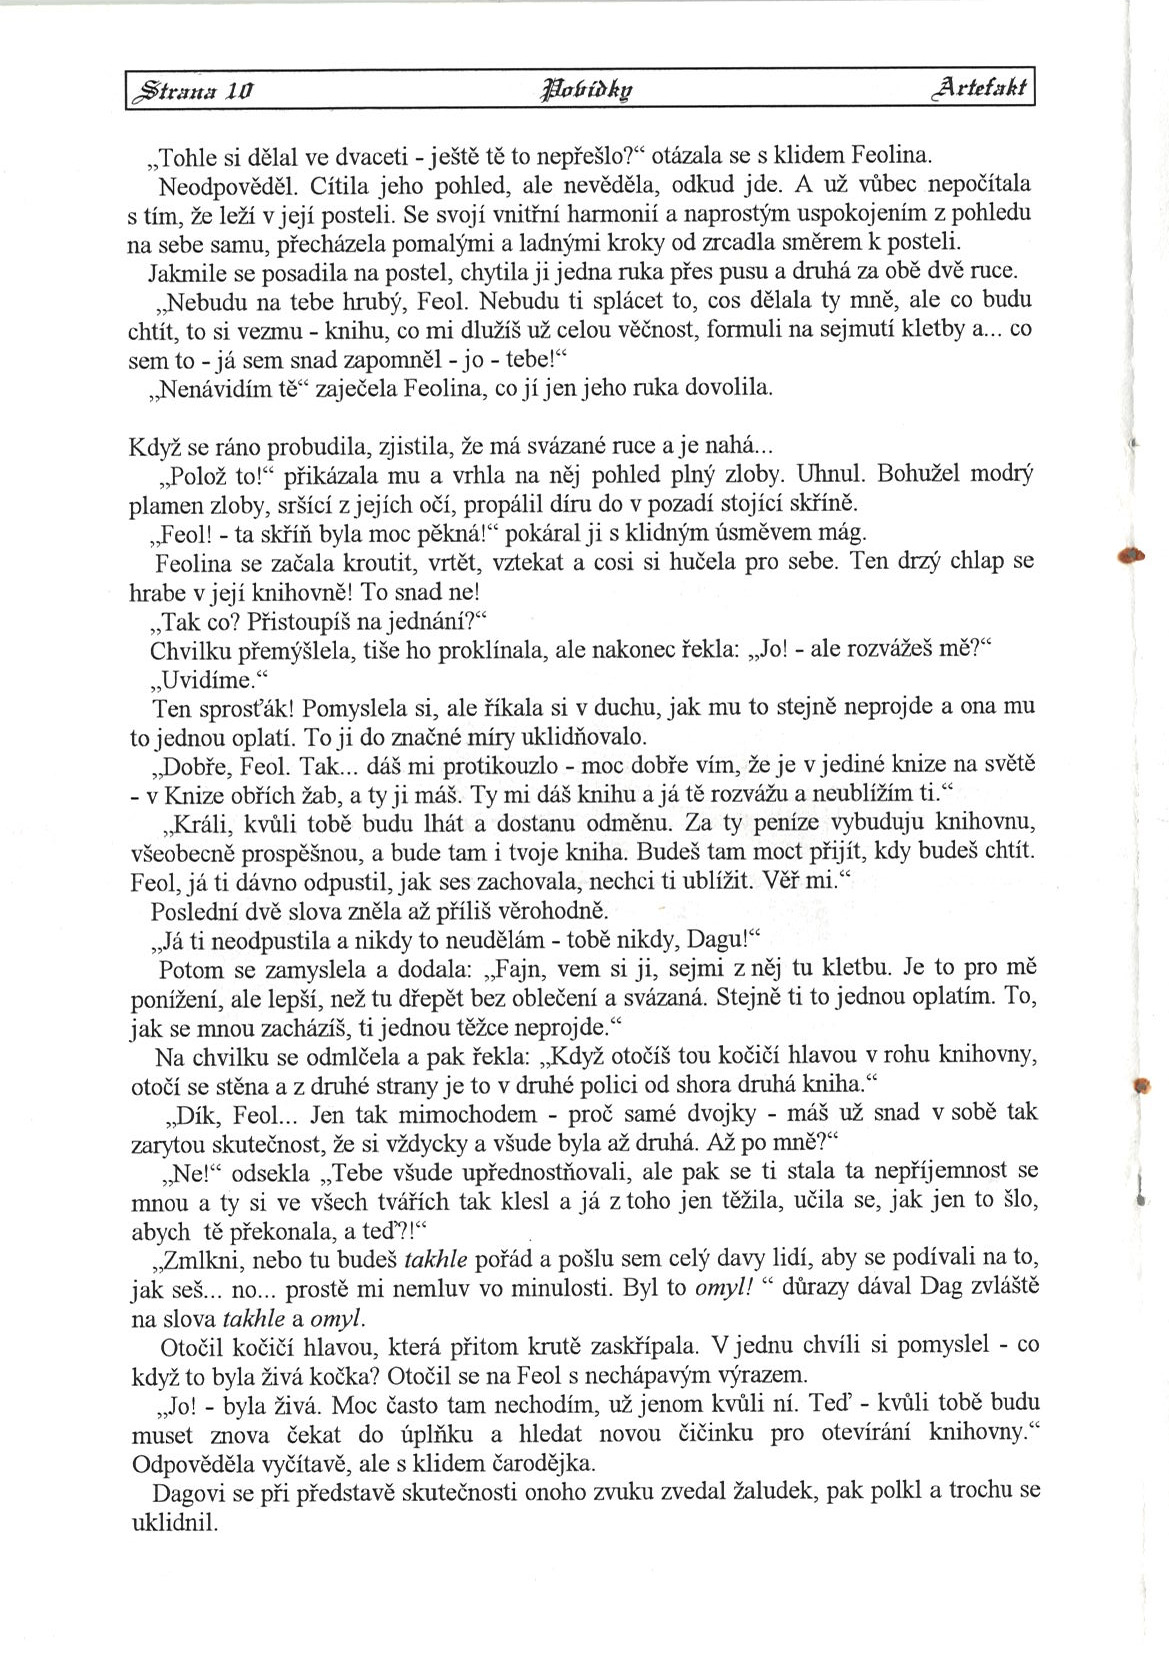 Strana 10 Povídky Artefakt
„Tohle si dělal ve dvaceti - ještě tě to nepřešlo?“ otázala se s klidem Feolina.
Neodpověděl. Cítila jeho pohled, ale nevěděla, odkud jde. A už vůbec nepočítala
s tím, že leží v její posteli. Se svojí vnitřní harmonií a naprostým uspokojením z pohledu
na sebe samu, přecházela pomalými a ladnými kroky od zrcadla směrem k posteli.
Jakmile se posadila na postel, chytila ji jedna ruka přes pusu a druhá za obě dvě ruce.
„Nebudu na tebe hrubý, Feol. Nebudu ti splácet to, cos dělala ty mně, ale co budu
chtít, to si vezmu - knihu, co mi dlužíš už celou věčnost, formuli na sejmutí kletby a... co
sem to - já sem snad zapomněl - jo - tebe!“
„Nenávidím tě“ zaječela Feolina, co jí jen jeho ruka dovolila.
Když se ráno probudila, zjistila, že má svázané ruce a je nahá...
„Polož to!“ přikázala mu a vrhla na něj pohled plný zloby. Uhnul. Bohužel modrý
plamen zloby, sršící z jejích očí, propálil díru do v pozadí stojící skříně.
„Feol! - ta skříň byla moc pěkná!“ pokáral ji s klidným úsměvem mág.
Feolina se začala kroutit, vrtět, vztekat a cosi si hučela pro sebe. Ten drzý chlap se
hrabe v její knihovně! To snad ne!
„Tak co? Přistoupíš na jednání?“
Chvilku přemýšlela, tiše ho proklínala, ale nakonec řekla: „Jo! - ale rozvážeš mě?“
„Uvidíme.“
Ten sprosťák! Pomyslela si, ale říkala si v duchu, jak mu to stejně neprojde a ona mu
to jednou oplatí. To ji do značné míry uklidňovalo.
„Dobře, Feol. Tak... dáš mi protikouzlo - moc dobře vím, že je v jediné knize na světě
- v Knize obřích žab, a ty ji máš. Ty mi dáš knihu a já tě rozvážu a neublížím ti.“
„Králi, kvůli tobě budu lhát a dostanu odměnu. Za ty peníze vybuduju knihovnu,
všeobecně prospěšnou, a bude tam i tvoje kniha. Budeš tam moct přijít, kdy budeš chtít.
Feol, já ti dávno odpustil, jak ses zachovala, nechci ti ublížit. Věř mi.“
Poslední dvě slova zněla až příliš věrohodně.
„Já ti neodpustila a nikdy to neudělám - tobě nikdy, Dagu!“
Potom se zamyslela a dodala: „Fajn, vem si ji, sejmi z něj tu kletbu. Je to pro mě
ponížení, ale lepší, než tu dřepět bez oblečení a svázaná. Stejně ti to jednou oplatím. To,
jak se mnou zacházíš, ti jednou těžce neprojde.“
Na chvilku se odmlčela a pak řekla: „Když otočíš tou kočičí hlavou v rohu knihovny,
otočí se stěna a z druhé strany je to v druhé polici od shora druhá kniha.“
„Dík, Feol... Jen tak mimochodem - proč samé dvojky - máš už snad v sobě tak
zarytou skutečnost, že si vždycky a všude byla až druhá. Až po mně?“
„Ne!“ odsekla „Tebe všude upřednostňovali, ale pak se ti stala ta nepříjemnost se
mnou a ty si ve všech tvářích tak klesl a já z toho jen těžila, učila se, jak jen to šlo,
abych tě překonala, a teď?!“
„Zmlkni, nebo tu budeš takhle pořád a pošlu sem celý davy lidí, aby se podívali na to,
jak seš... no... prostě mi nemluv vo minulosti. Byl to omyl! “ důrazy dával Dag zvláště
na slova takhle a omyl.
Otočil kočičí hlavou, která přitom krutě zaskřípala. V jednu chvíli si pomyslel - co
když to byla živá kočka? Otočil se na Feol s nechápavým výrazem.
„Jo! - byla živá. Moc často tam nechodím, už jenom kvůli ní. Teď - kvůli tobě budu
muset znova čekat do úplňku a hledat novou čičinku pro otevírání knihovny.“
Odpověděla vyčítavě, ale s klidem čarodějka.
Dagovi se při představě skutečnosti onoho zvuku zvedal žaludek, pak polkl a trochu se
uklidnil.